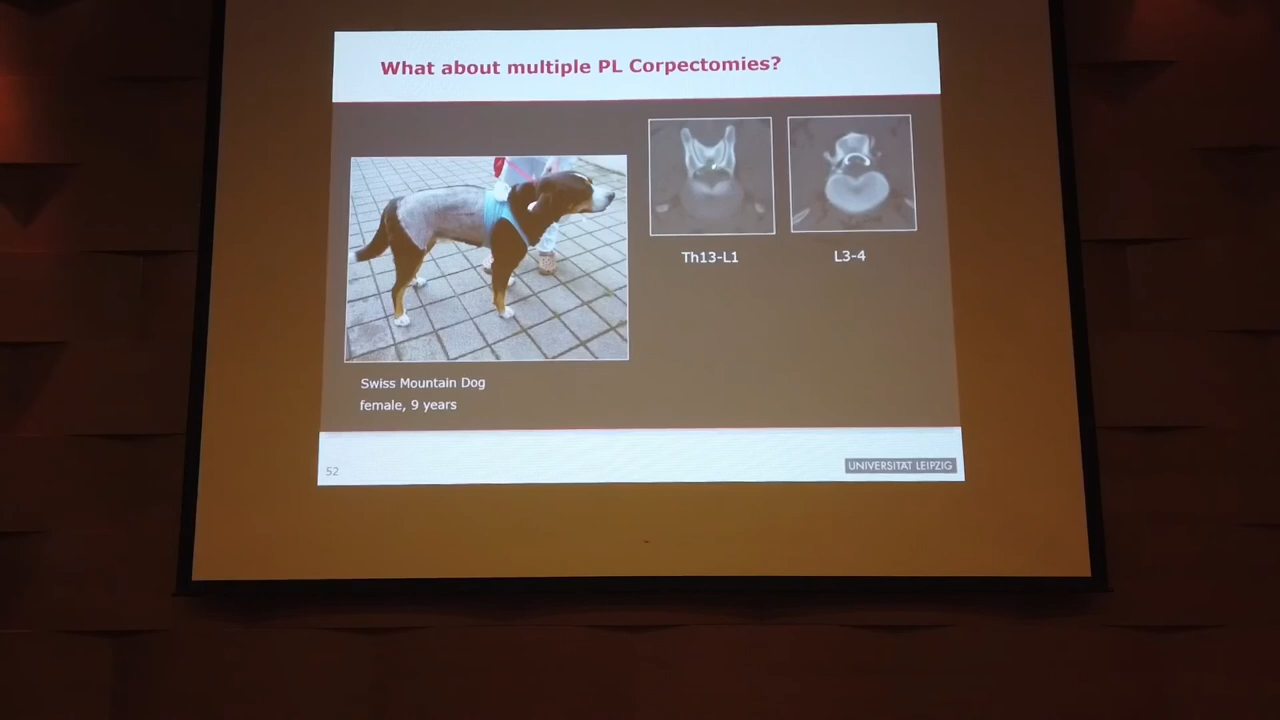 What about multiple PL Corpectomies?
Th13-L1
L3-4
Swiss Mountain Dog
female, 9 years
52
UNIVERSITÄT LEIPZIG